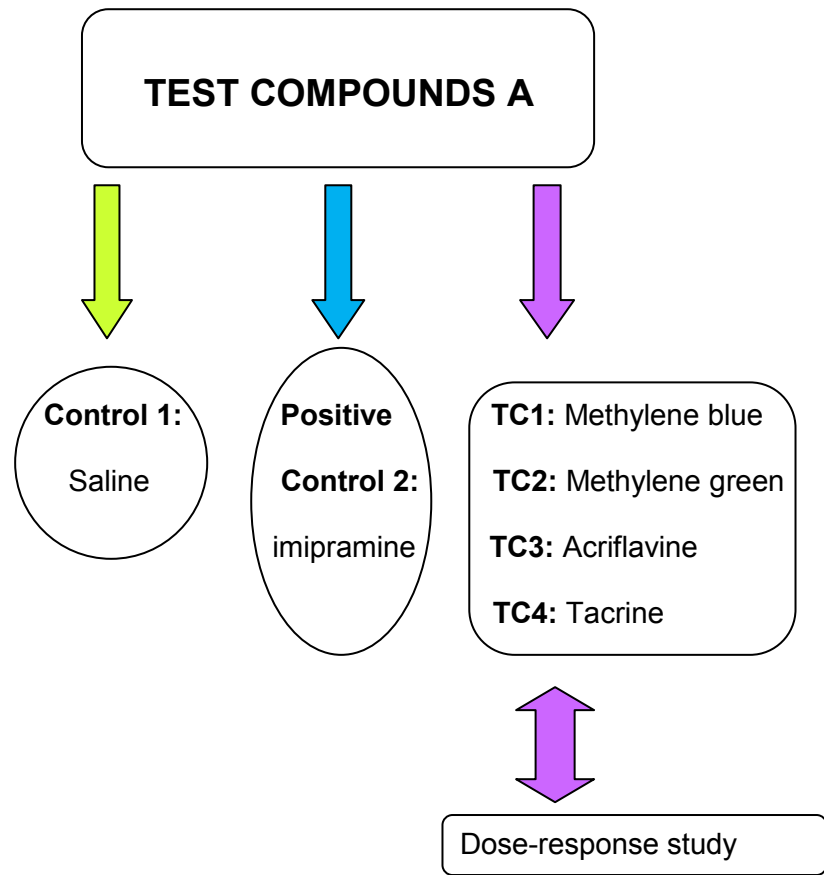 TEST COMPOUNDS A
Control 1:
Saline
Positive
Control 2:
imipramine
TC1: Methylene blue
TC2: Methylene green
TC3: Acriflavine
TC4: Tacrine
Dose-response study